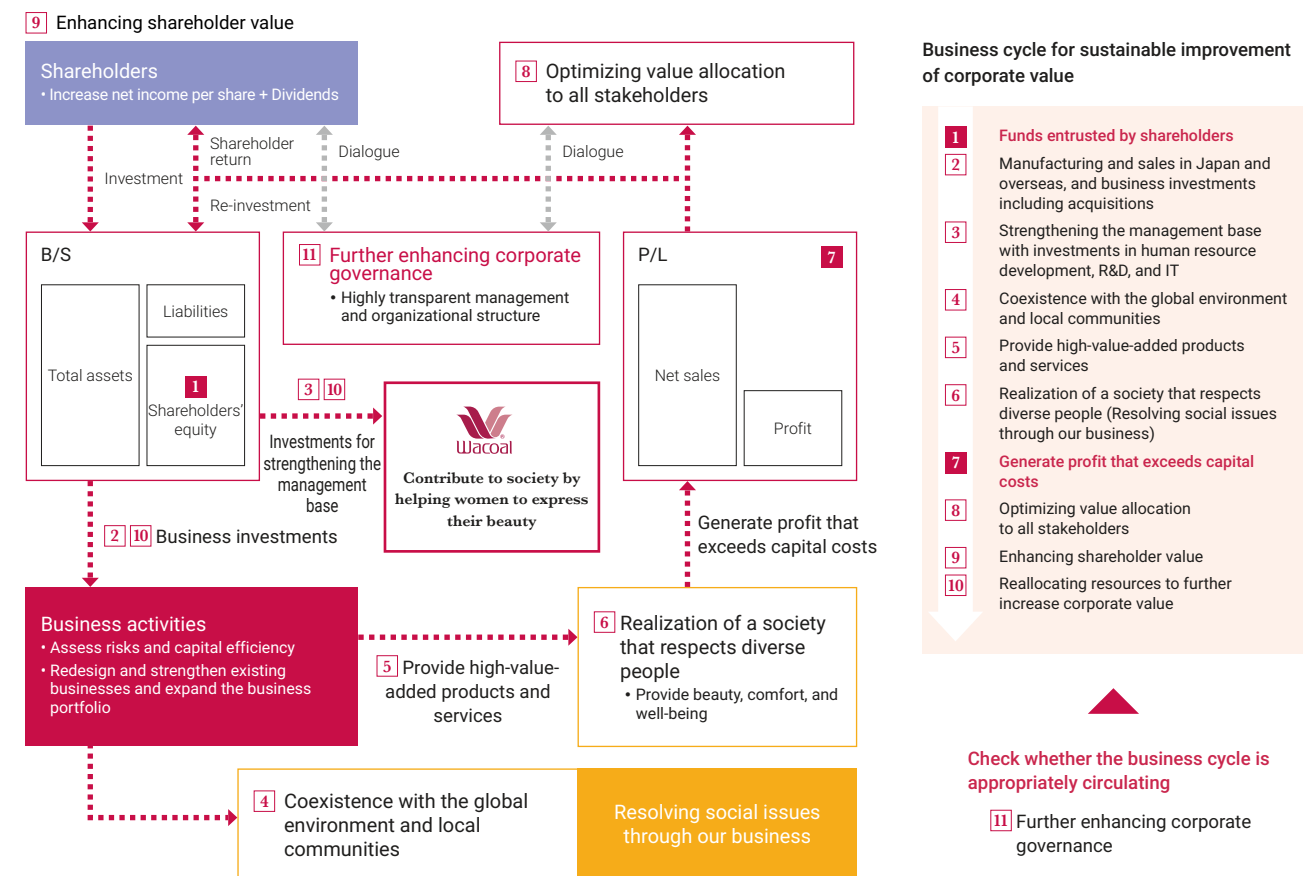 9 Enhancing shareholder value
Shareholders
• Increase net income per share + Dividends
8 Optimizing value allocation
to all stakeholders
Investment
Shareholder
return
Re-investment
Dialogue
Dialogue
B/S
Total assets
Liabilities
1
Shareholders'
equity
11 Further enhancing corporate
governance
• Highly transparent management
and organizational structure
P/L
7
Net sales
Profit
3 10
Investments for
strengthening the
management
base
Wacoal
Contribute to society by
helping women to express
their beauty
2 10 Business investments
Generate profit that
exceeds capital costs
Business activities
• Assess risks and capital efficiency
• Redesign and strengthen existing
businesses and expand the business
portfolio
5 Provide high-value-
added products and
services
6 Realization of a society
that respects diverse
people
• Provide beauty, comfort, and
well-being
4 Coexistence with the global
environment and local
communities
Resolving social issues
through our business
Business cycle for sustainable improvement
of corporate value
1 Funds entrusted by shareholders
2 Manufacturing and sales in Japan and
overseas, and business investments
including acquisitions
3 Strengthening the management base
with investments in human resource
development, R&D, and IT
4 Coexistence with the global environment
and local communities
5 Provide high-value-added products
and services
6 Realization of a society that respects
diverse people (Resolving social issues
through our business)
7 Generate profit that exceeds capital
costs
8 Optimizing value allocation
to all stakeholders
9 Enhancing shareholder value
10 Reallocating resources to further
increase corporate value
Check whether the business cycle is
appropriately circulating
11 Further enhancing corporate
governance